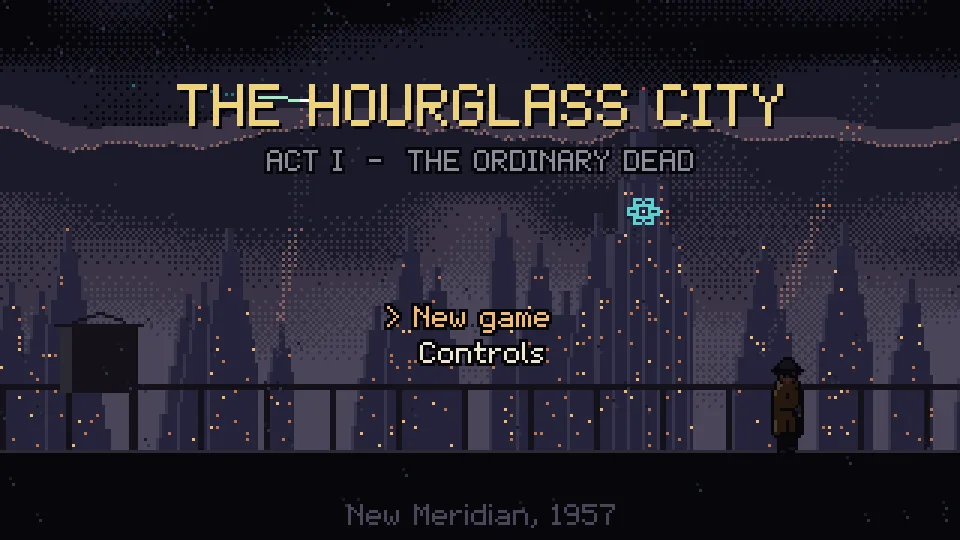 THE HOURGLASS CITY
ACT I - THE ORDINARY DEAD
> New game
Controls
New Meridian, 1957